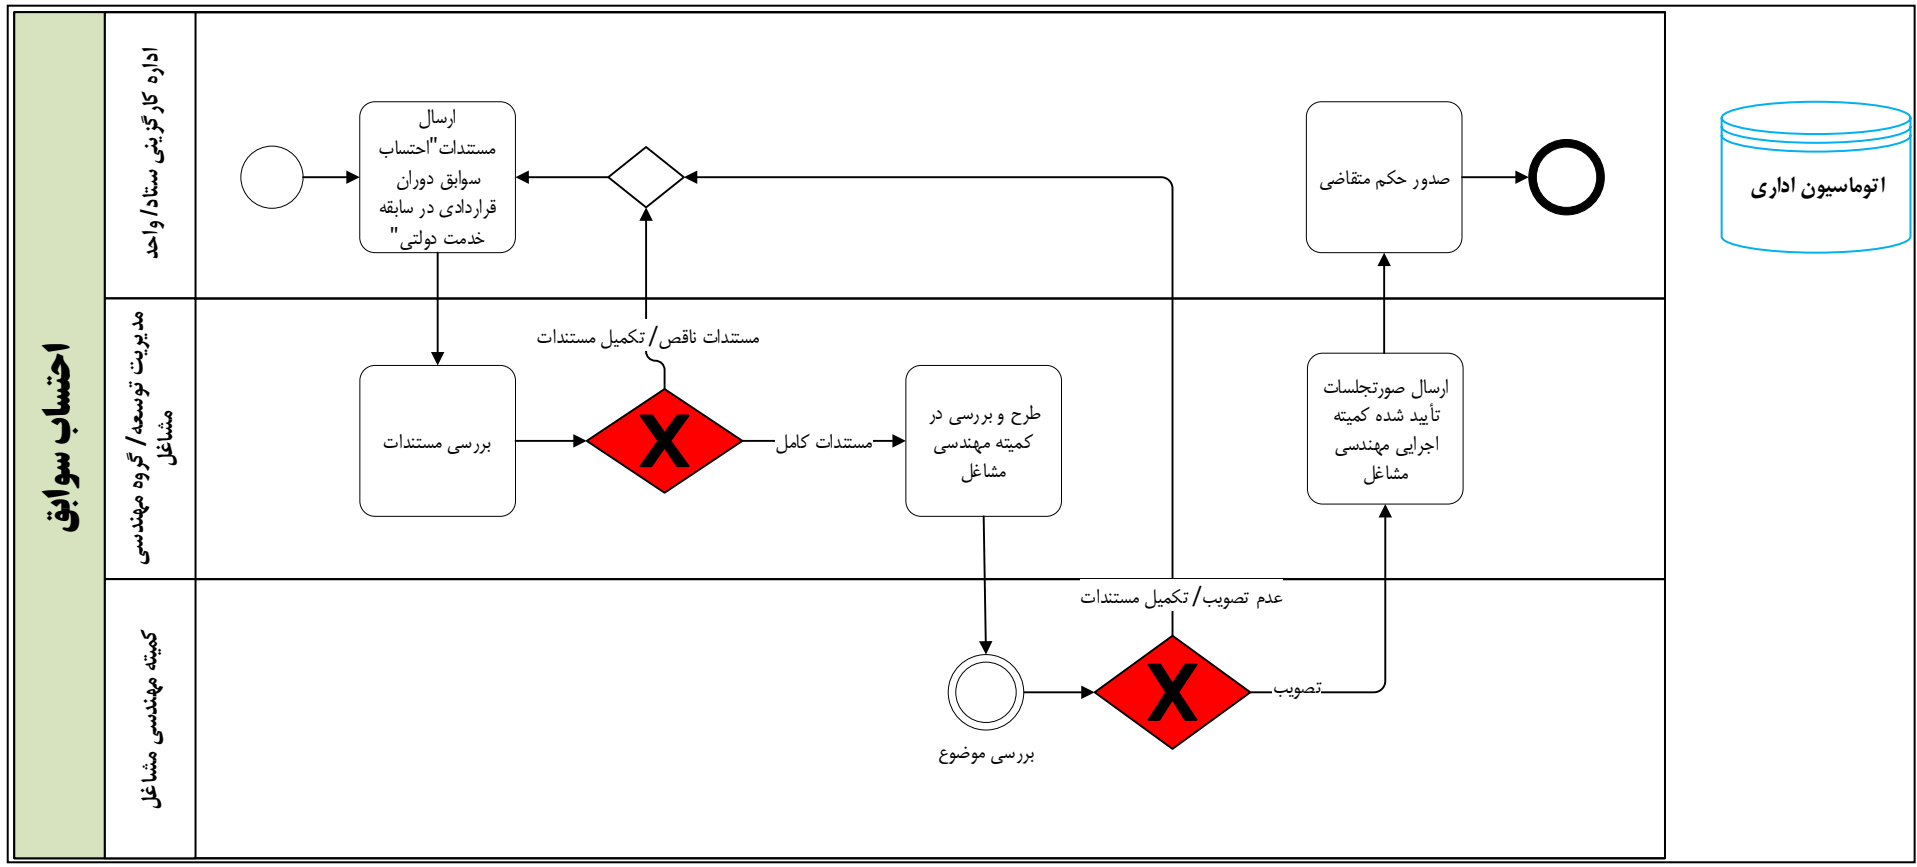 احتساب سوابق
اداره کارگزینی ستاد/ واحد
ارسال
مستندات"احتساب
سوابق دوران
قراردادی در سابقه
خدمت دولتی"
صدور حکم متقاضی
اتوماسیون اداری
مدیریت توسعه/ گروه مهندسی
مشاغل
مستندات ناقص/ تکمیل مستندات
بررسی مستندات
X
مستندات کامل
طرح و بررسی در
کمیته مهندسی
مشاغل
ارسال صورتجلسات
تأیید شده کمیته
اجرایی مهندسی
مشاغل
کمیته مهندسی مشاغل
عدم تصویب/ تکمیل مستندات
بررسی موضوع
X
تصویب